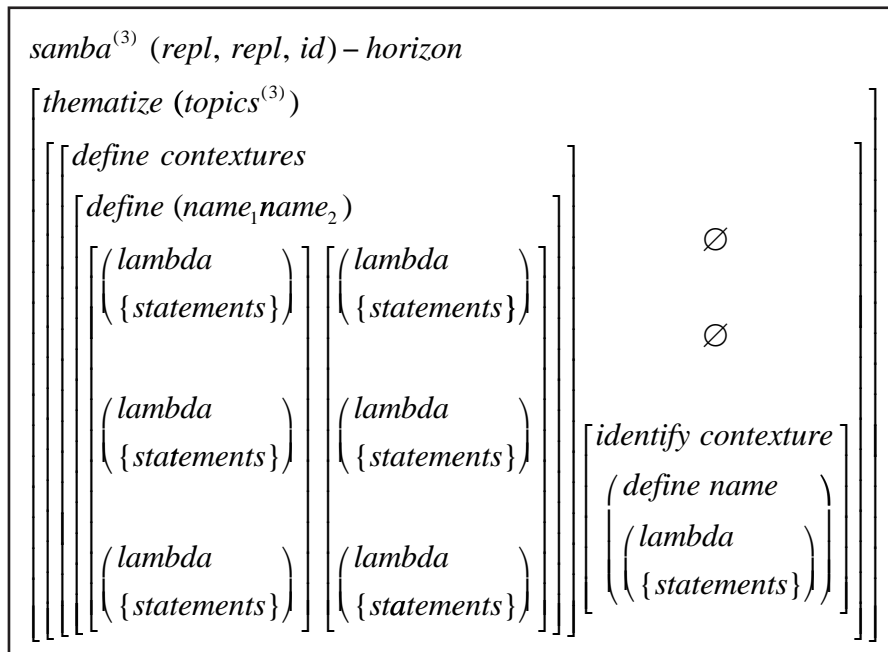 samba⁽³⁾ (repl, repl, id) – horizon
thematize (topics⁽³⁾)
define contextures
define (name₁name₂)
∅
(lambda (lambda
{statements}) {statements})
∅
(lambda (lambda
{statements}) {statements})
identify contexture
(define name
(lambda
{statements}))
(lambda (lambda
{statements}) {statements})